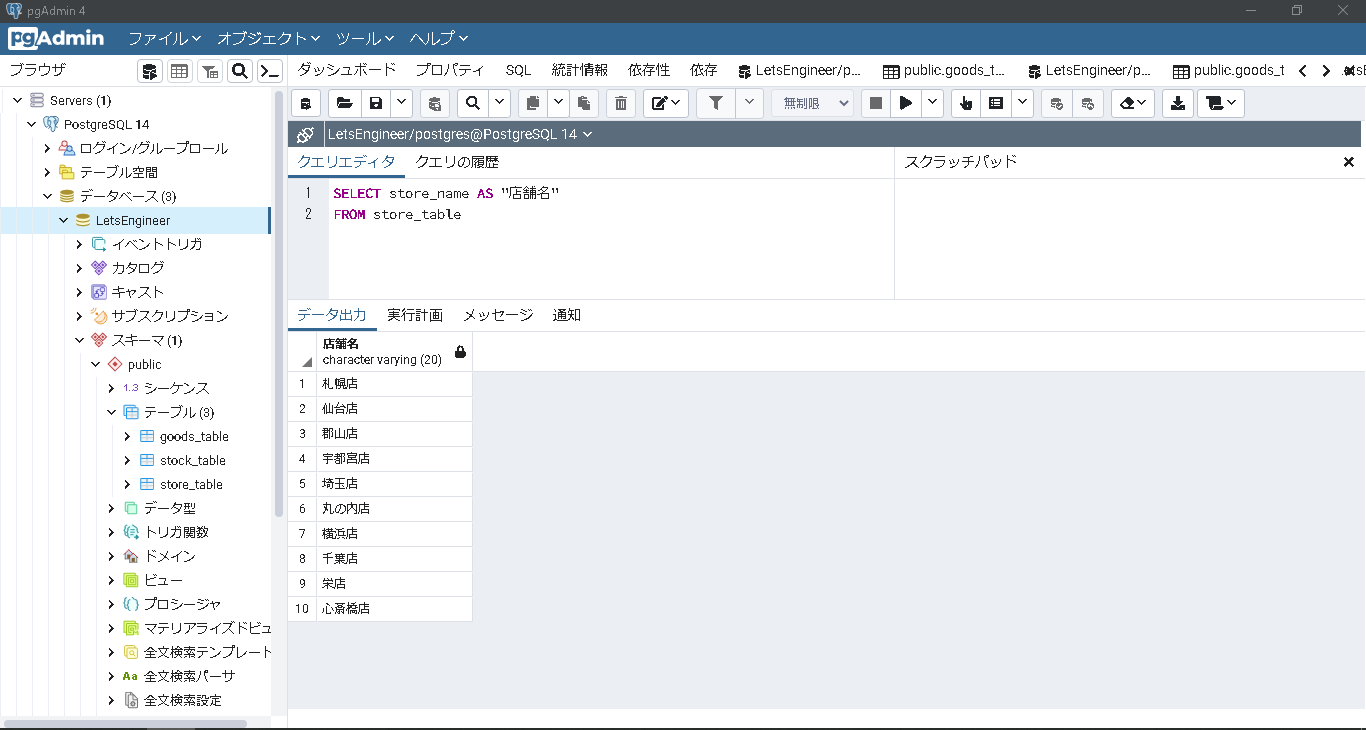 pgAdmin 4
pgAdmin ファイル オブジェクト ツール ヘルプ
ブラウザ
ダッシュボード プロパティ SQL 統計情報 依存性 依存 LetsEngineer/p... public.goods_t... LetsEngineer/p... public.goods_t
無制限
LetsEngineer/postgres@PostgreSQL 14
クエリエディタ クエリの履歴 スクラッチパッド
1 SELECT store_name AS "店舗名"
2 FROM store_table
データ出力 実行計画 メッセージ 通知
店舗名
character varying (20)
1 札幌店
2 仙台店
3 郡山店
4 宇都宮店
5 埼玉店
6 丸の内店
7 横浜店
8 千葉店
9 栄店
10 心斎橋店
Servers (1)
PostgreSQL 14
ログイン/グループロール
テーブル空間
データベース (3)
LetsEngineer
イベントトリガ
カタログ
キャスト
サブスクリプション
スキーマ (1)
public
1.3 シーケンス
テーブル (3)
goods_table
stock_table
store_table
データ型
トリガ関数
ドメイン
ビュー
プロシージャ
マテリアライズドビュ
全文検索テンプレート
Aa 全文検索パーサ
全文検索設定